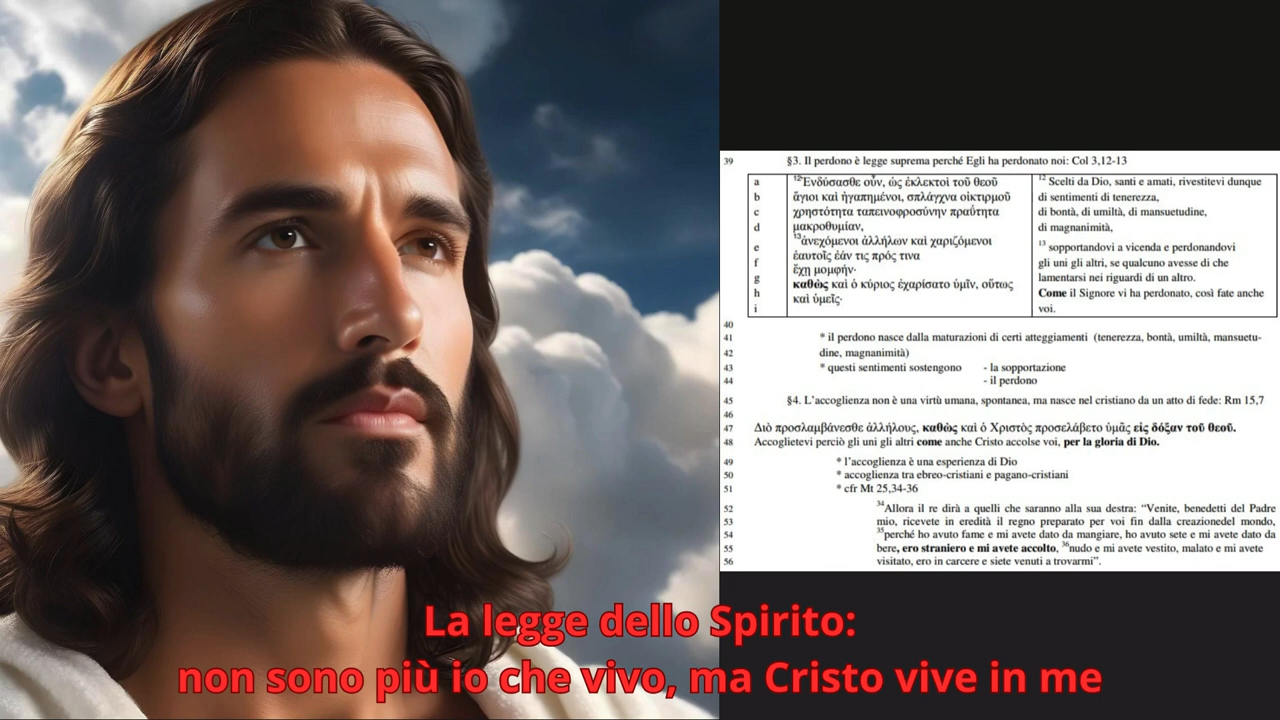 39 §3. Il perdono è legge suprema perché Egli ha perdonato noi: Col 3,12-13
a
b
c
d
e
f
g
h
i
12Ἐνδύσασθε οὖν, ὡς ἐκλεκτοὶ τοῦ θεοῦ
ἅγιοι καὶ ἠγαπημένοι, σπλάγχνα οἰκτιρμοῦ
χρηστότητα ταπεινοφροσύνην πραΰτητα
μακροθυμίαν,
13ἀνεχόμενοι ἀλλήλων καὶ χαριζόμενοι
ἑαυτοῖς ἐάν τις πρός τινα
ἔχῃ μομφήν·
καθὼς καὶ ὁ κύριος ἐχαρίσατο ὑμῖν, οὕτως
καὶ ὑμεῖς·
12 Scelti da Dio, santi e amati, rivestitevi dunque
di sentimenti di tenerezza,
di bontà, di umiltà, di mansuetudine,
di magnanimità,
13 sopportandovi a vicenda e perdonandovi
gli uni gli altri, se qualcuno avesse di che
lamentarsi nei riguardi di un altro.
Come il Signore vi ha perdonato, così fate anche
voi.
40
41 * il perdono nasce dalla maturazioni di certi atteggiamenti (tenerezza, bontà, umiltà, mansuetu-
42 dine, magnanimità)
43 * questi sentimenti sostengono - la sopportazione
44 - il perdono
45 §4. L’accoglienza non è una virtù umana, spontanea, ma nasce nel cristiano da un atto di fede: Rm 15,7
46
47 Διὸ προσλαμβάνεσθε ἀλλήλους, καθὼς καὶ ὁ Χριστὸς προσελάβετο ὑμᾶς εἰς δόξαν τοῦ θεοῦ.
48 Accoglietevi perciò gli uni gli altri come anche Cristo accolse voi, per la gloria di Dio.
49 * l’accoglienza è una esperienza di Dio
50 * accoglienza tra ebreo-cristiani e pagano-cristiani
51 * cfr Mt 25,34-36
52 34Allora il re dirà a quelli che saranno alla sua destra: “Venite, benedetti del Padre
53 mio, ricevete in eredità il regno preparato per voi fin dalla creazionedel mondo,
54 35perché ho avuto fame e mi avete dato da mangiare, ho avuto sete e mi avete dato da
55 bere, ero straniero e mi avete accolto, 36nudo e mi avete vestito, malato e mi avete
56 visitato, ero in carcere e siete venuti a trovarmi”.
La legge dello Spirito:
non sono più io che vivo, ma Cristo vive in me